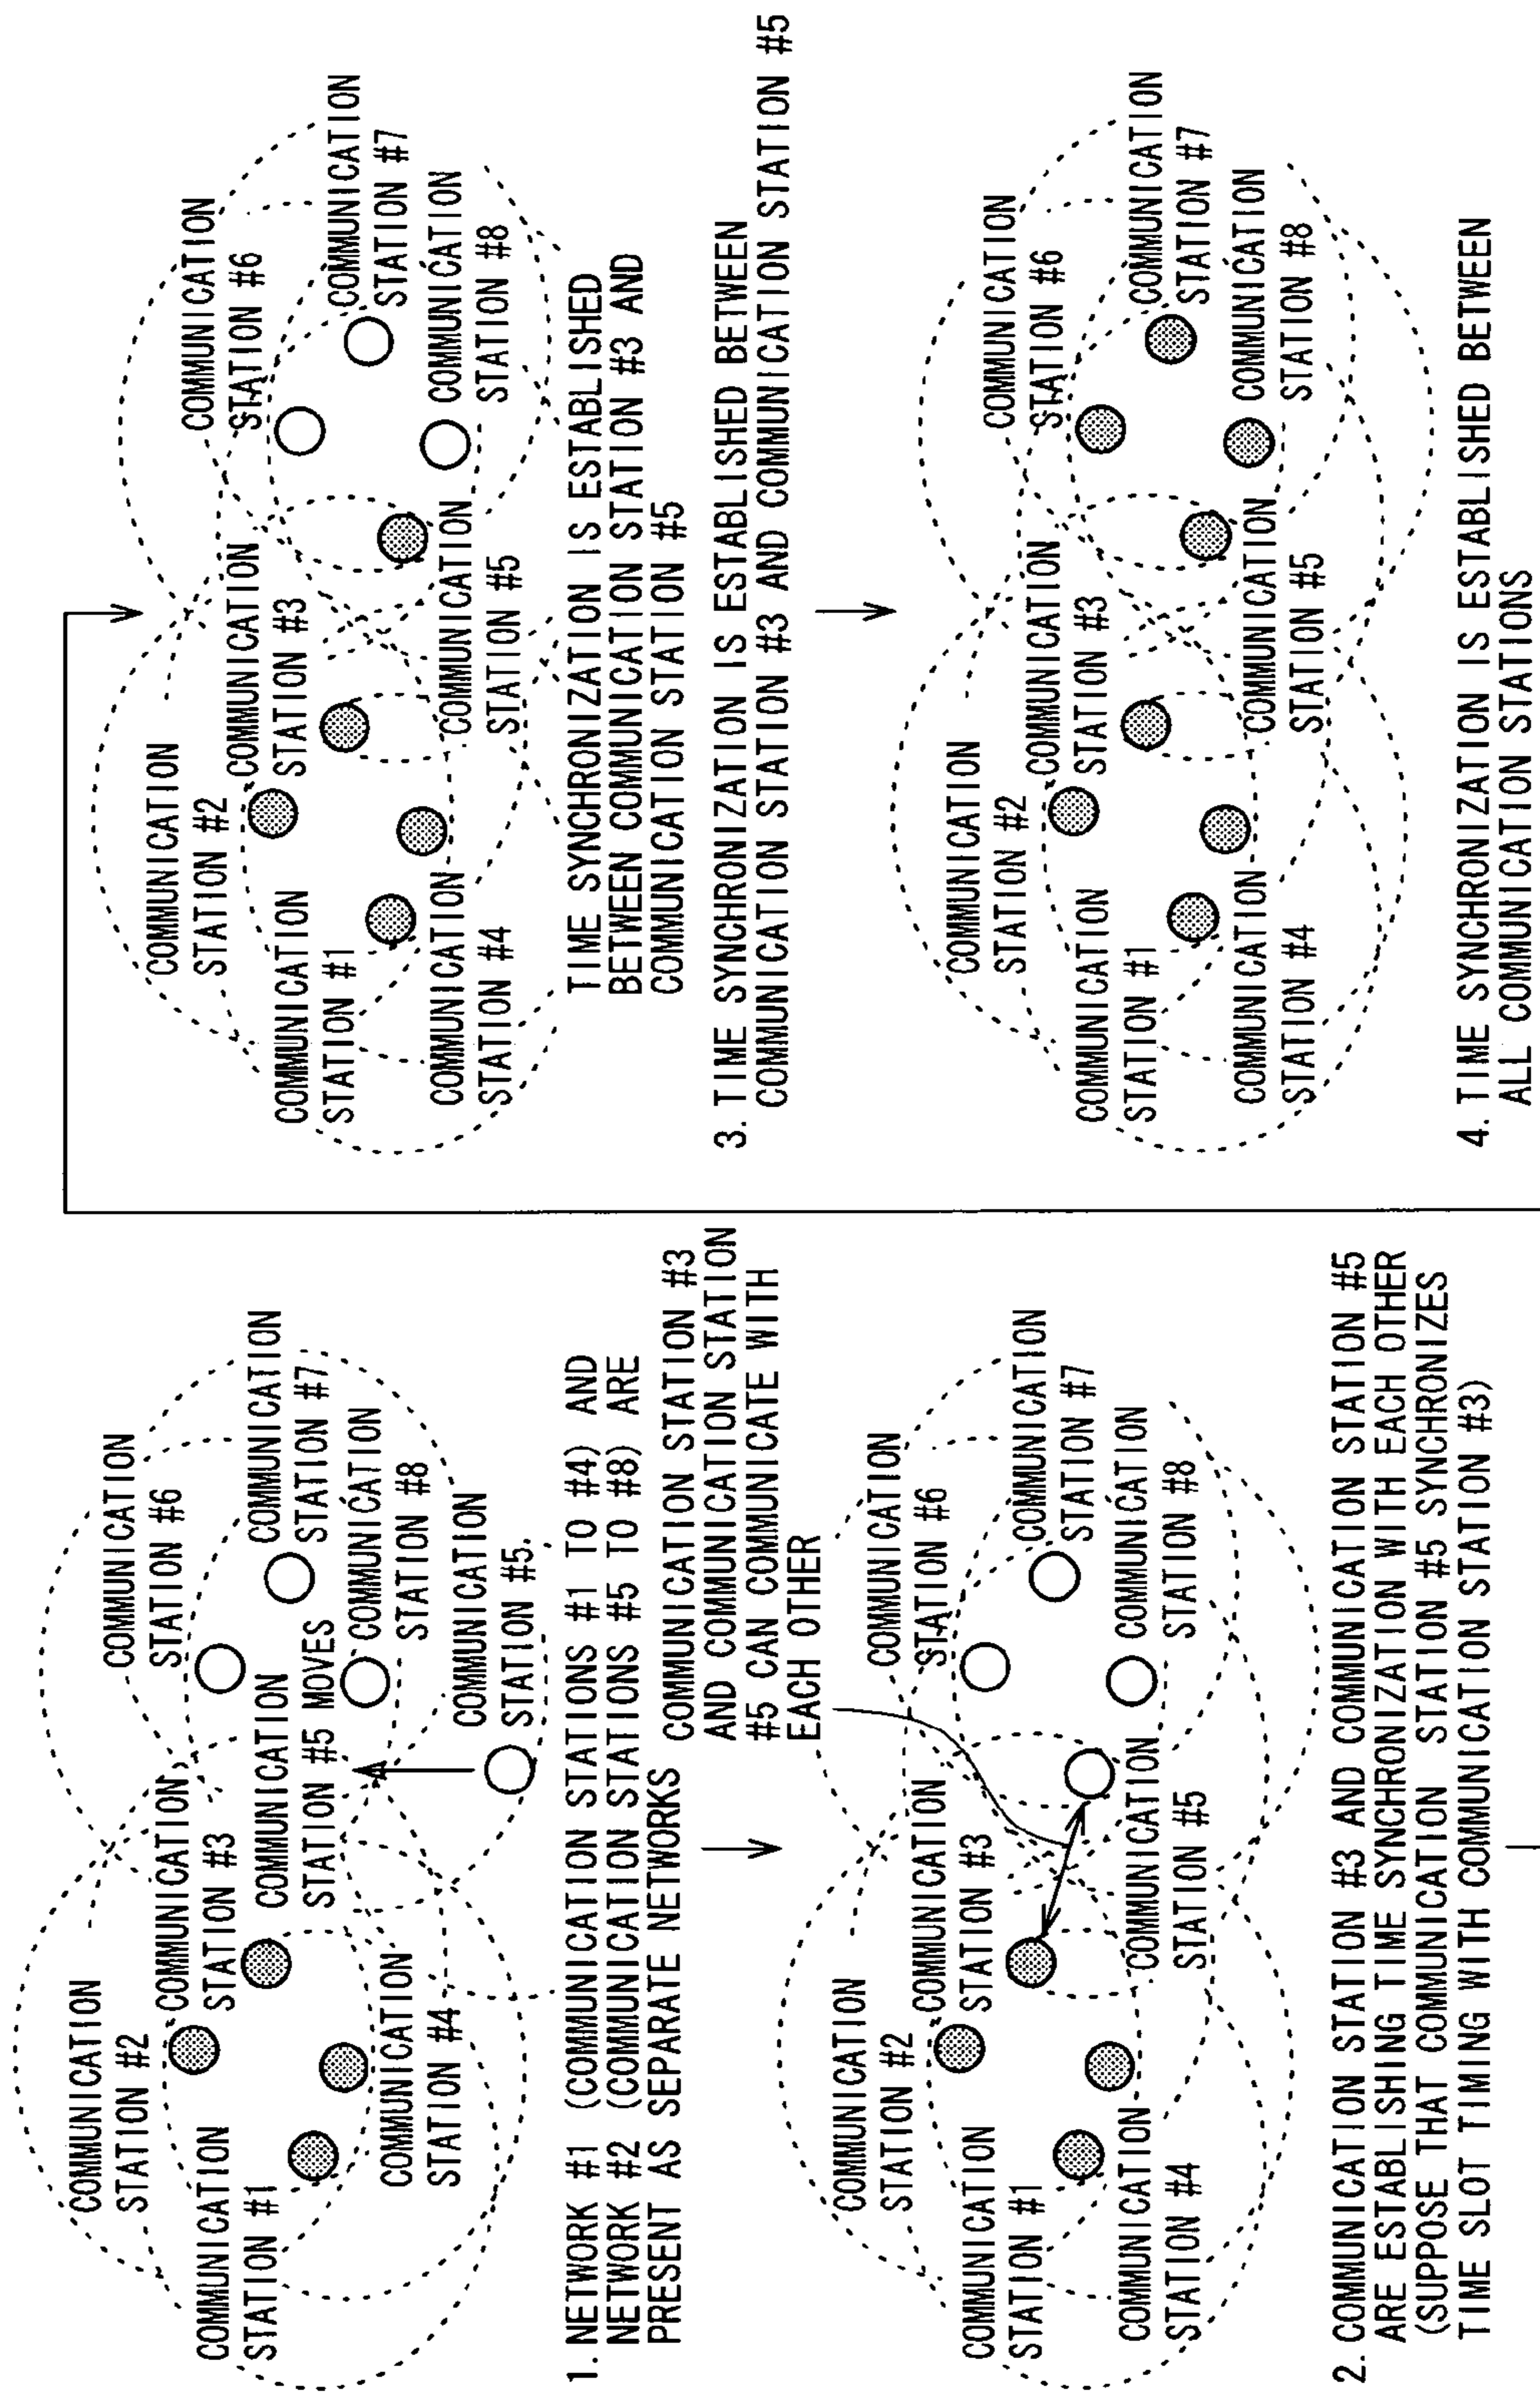 COMMUNICATION
STATION #2
COMMUNICATION
STATION #3
COMMUNICATION
STATION #1
COMMUNICATION
STATION #4
COMMUNICATION
STATION #5 MOVES
COMMUNICATION
STATION #6
COMMUNICATION
STATION #7
COMMUNICATION
STATION #8
COMMUNICATION
STATION #5
1. NETWORK #1 (COMMUNICATION STATIONS #1 TO #4) AND
NETWORK #2 (COMMUNICATION STATIONS #5 TO #8) ARE
PRESENT AS SEPARATE NETWORKS
COMMUNICATION STATION #3
AND COMMUNICATION STATION
#5 CAN COMMUNICATE WITH
EACH OTHER
COMMUNICATION
STATION #2
COMMUNICATION
STATION #3
COMMUNICATION
STATION #1
COMMUNICATION
STATION #4
COMMUNICATION
STATION #5
COMMUNICATION
STATION #6
COMMUNICATION
STATION #7
COMMUNICATION
STATION #8
2. COMMUNICATION STATION #3 AND COMMUNICATION STATION #5
ARE ESTABLISHING TIME SYNCHRONIZATION WITH EACH OTHER
(SUPPOSE THAT COMMUNICATION STATION #5 SYNCHRONIZES
TIME SLOT TIMING WITH COMMUNICATION STATION #3)
COMMUNICATION
STATION #2
COMMUNICATION
STATION #3
COMMUNICATION
STATION #1
COMMUNICATION
STATION #4
COMMUNICATION
STATION #5
COMMUNICATION
STATION #6
COMMUNICATION
STATION #7
COMMUNICATION
STATION #8
TIME SYNCHRONIZATION IS ESTABLISHED
BETWEEN COMMUNICATION STATION #3 AND
COMMUNICATION STATION #5
3. TIME SYNCHRONIZATION IS ESTABLISHED BETWEEN
COMMUNICATION STATION #3 AND COMMUNICATION STATION #5
COMMUNICATION
STATION #2
COMMUNICATION
STATION #3
COMMUNICATION
STATION #1
COMMUNICATION
STATION #4
COMMUNICATION
STATION #5
COMMUNICATION
STATION #6
COMMUNICATION
STATION #7
COMMUNICATION
STATION #8
4. TIME SYNCHRONIZATION IS ESTABLISHED BETWEEN
ALL COMMUNICATION STATIONS